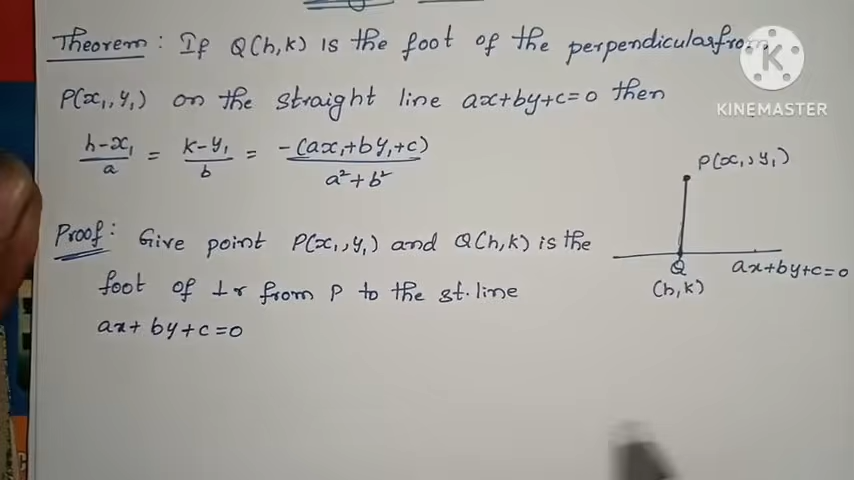 Theorem : If Q(h,k) is the foot of the perpendicular from
P(x₁, y₁) on the straight line ax+by+c=0 then
(h-x₁)/a = (k-y₁)/b = -(ax₁+by₁+c)/(a²+b²)
Proof: Give point P(x₁, y₁) and Q(h,k) is the
foot of ⊥r from P to the st.line
ax+by+c=0
P(x₁, y₁)
Q
(h,k)
ax+by+c=0
K
KINEMASTER